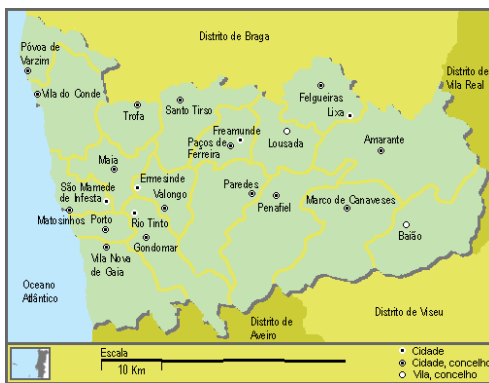 Distrito de Braga
Póvoa de
Varzim
Distrito de
Vila Real
Vila do Conde
Felgueiras
Santo Tirso
Trofa
Lixa
Freamunde
Paços de
Ferreira
Lousada
Amarante
Maia
Ermesinde
São Mamede
de Infesta
Valongo
Paredes
Penafiel
Marco de Canaveses
Matosinhos
Porto
Rio Tinto
Gondomar
Baião
Vila Nova
de Gaia
Oceano
Atlântico
Distrito de
Aveiro
Distrito de Viseu
Escala
10 Km
Cidade
Cidade, concelho
Vila, concelho